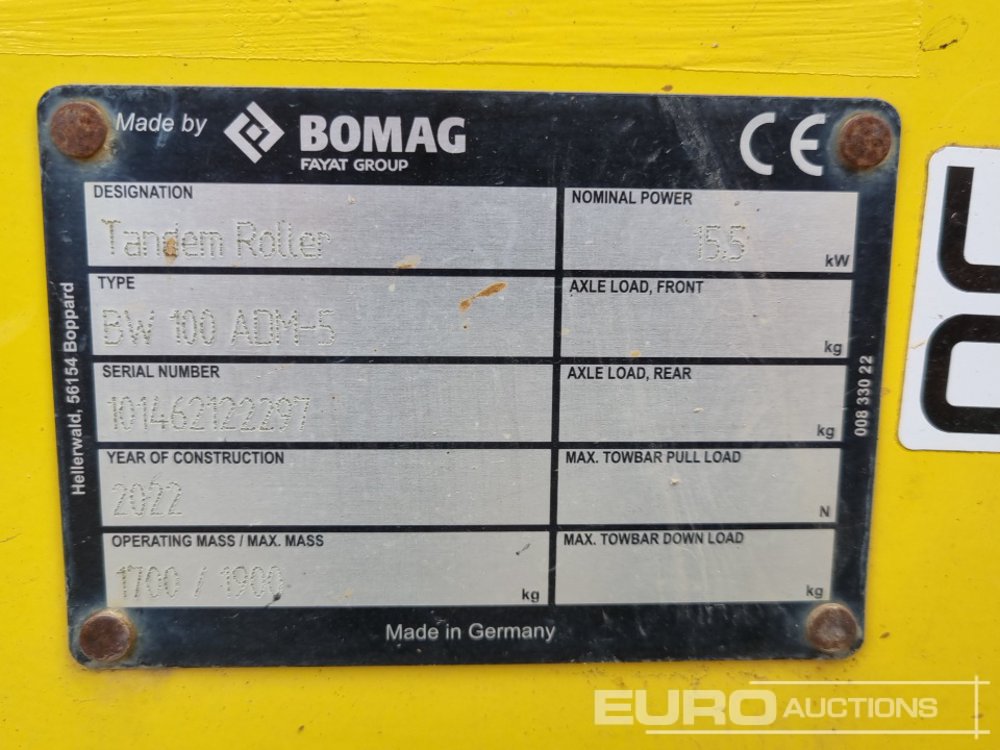 Made by BOMAG CE
FAYAT GROUP
DESIGNATION
Tandem Roller
NOMINAL POWER
15.5 kW
TYPE
BW 100 ADM-5
AXLE LOAD, FRONT
kg
SERIAL NUMBER
101462122297
AXLE LOAD, REAR
kg
YEAR OF CONSTRUCTION
2022
MAX. TOWBAR PULL LOAD
N
OPERATING MASS / MAX. MASS
1700 / 1900 kg
MAX. TOWBAR DOWN LOAD
kg
Made in Germany
Hellerwald, 56154 Boppard
008 330 22
EURO AUCTIONS